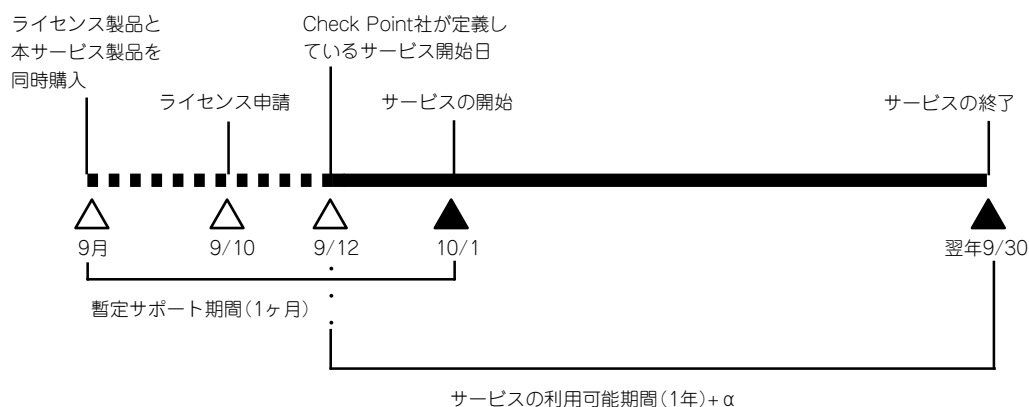 ライセンス製品と
本サービス製品を
同時購入
Check Point社が定義し
ているサービス開始日
ライセンス申請
サービスの開始
サービスの終了
9月
9/10
9/12
10/1
翌年9/30
暫定サポート期間(1ヶ月)
サービスの利用可能期間(1年)+α